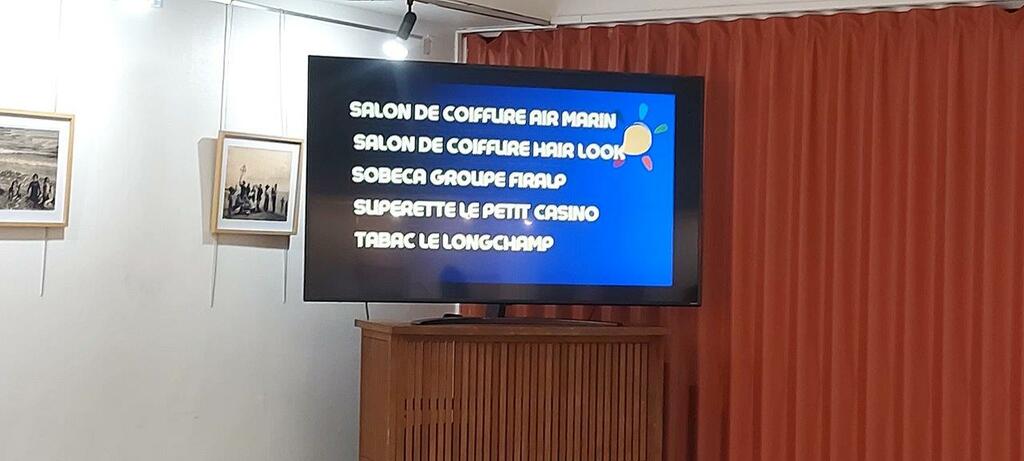 SALON DE COIFFURE AIR MARIN
SALON DE COIFFURE HAIR LOOK
SOBECA GROUPE FIRALP
SUPERETTE LE PETIT CASINO
TABAC LE LONGCHAMP